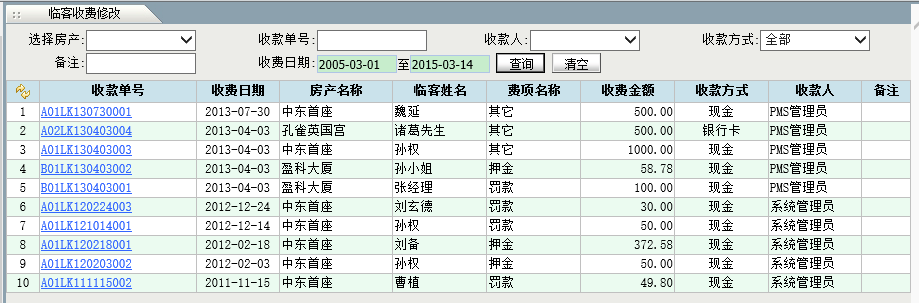 临客收费修改
选择房产: 收款单号: 收款人: 收款方式: 全部
备注: 收费日期: 2005-03-01 至 2015-03-14 查询 清空
收款单号 收费日期 房产名称 临客姓名 费项名称 收费金额 收款方式 收款人 备注
1 A01LK130730001 2013-07-30 中东首座 魏延 其它 500.00 现金 PMS管理员
2 A02LK130403004 2013-04-03 孔雀英国宫 诸葛先生 其它 500.00 银行卡 PMS管理员
3 A01LK130403003 2013-04-03 中东首座 孙权 其它 1000.00 现金 PMS管理员
4 B01LK130403002 2013-04-03 盈科大厦 孙小姐 押金 58.78 现金 PMS管理员
5 B01LK130403001 2013-04-03 盈科大厦 张经理 罚款 100.00 现金 PMS管理员
6 A01LK120224003 2012-12-24 中东首座 刘玄德 罚款 30.00 现金 系统管理员
7 A01LK121014001 2012-12-14 中东首座 孙权 罚款 50.00 现金 系统管理员
8 A01LK120218001 2012-02-18 中东首座 刘备 押金 372.58 现金 系统管理员
9 A01LK120203002 2012-02-03 中东首座 孙权 押金 50.00 现金 系统管理员
10 A01LK111115002 2011-11-15 中东首座 曹植 罚款 49.80 现金 系统管理员